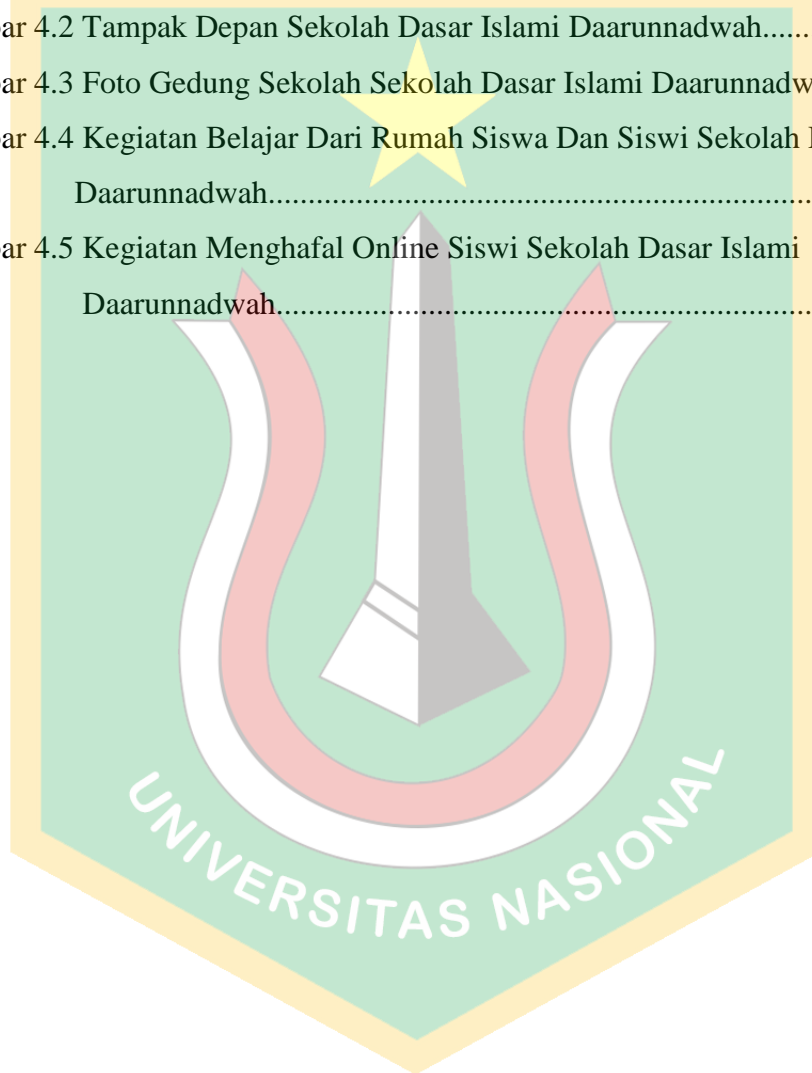 ar 4.2 Tampak Depan Sekolah Dasar Islami Daarunnadwah......
ar 4.3 Foto Gedung Sekolah Sekolah Dasar Islami Daarunnadw
ar 4.4 Kegiatan Belajar Dari Rumah Siswa Dan Siswi Sekolah
Daarunnadwah....................................................................
ar 4.5 Kegiatan Menghafal Online Siswi Sekolah Dasar Islami
Daarunnadwah...................................................................
UNIVERSITAS NASIONAL